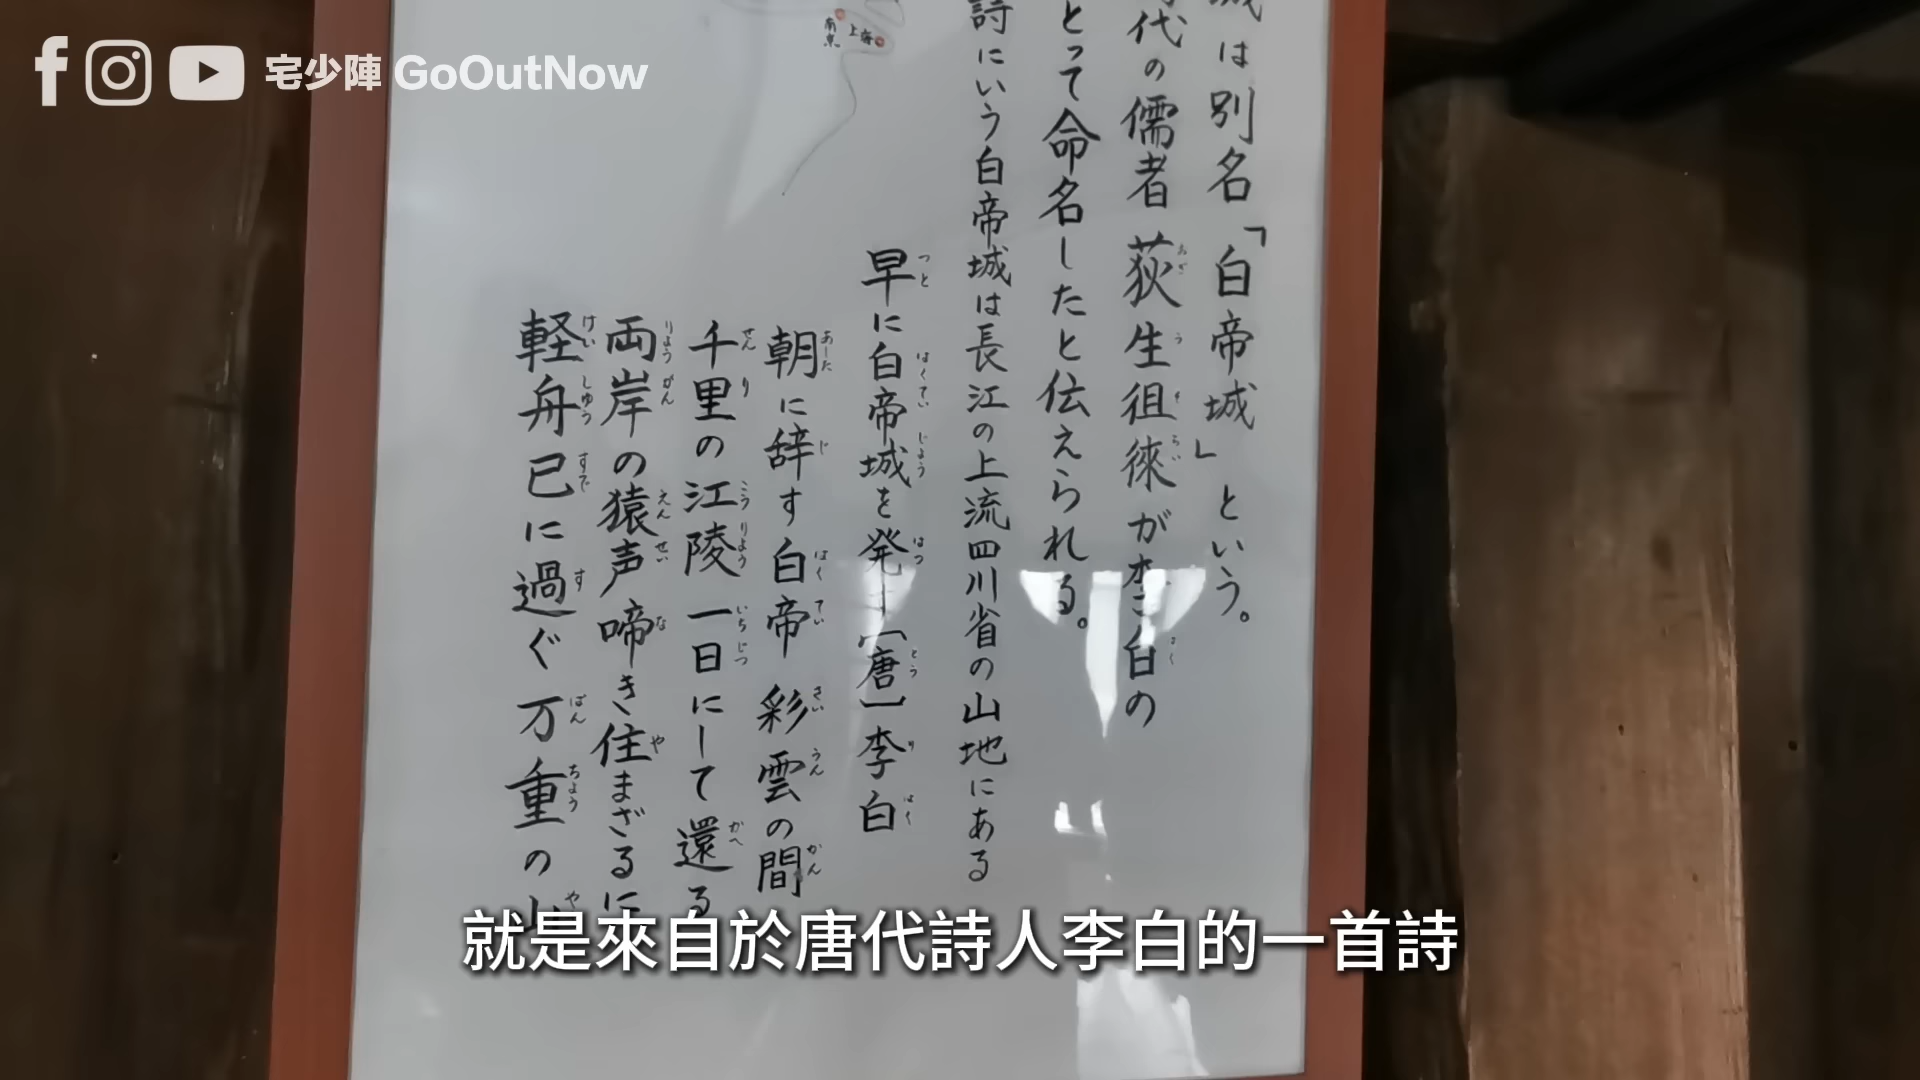 宅少陣 GoOutNow
南京
上海
城は別名「白帝城」という。
代の儒者荻生徂徠が李白の
とって命名したと伝えられる。
詩にいう白帝城は長江の上流四川省の山地にある
早に白帝城を発す〔唐〕李白
朝に辞す白帝 彩雲の間
千里の江陵 一日にして還る
両岸の猿声 啼き住まざるに
軽舟已に過ぐ 万重の
就是來自於唐代詩人李白的一首詩